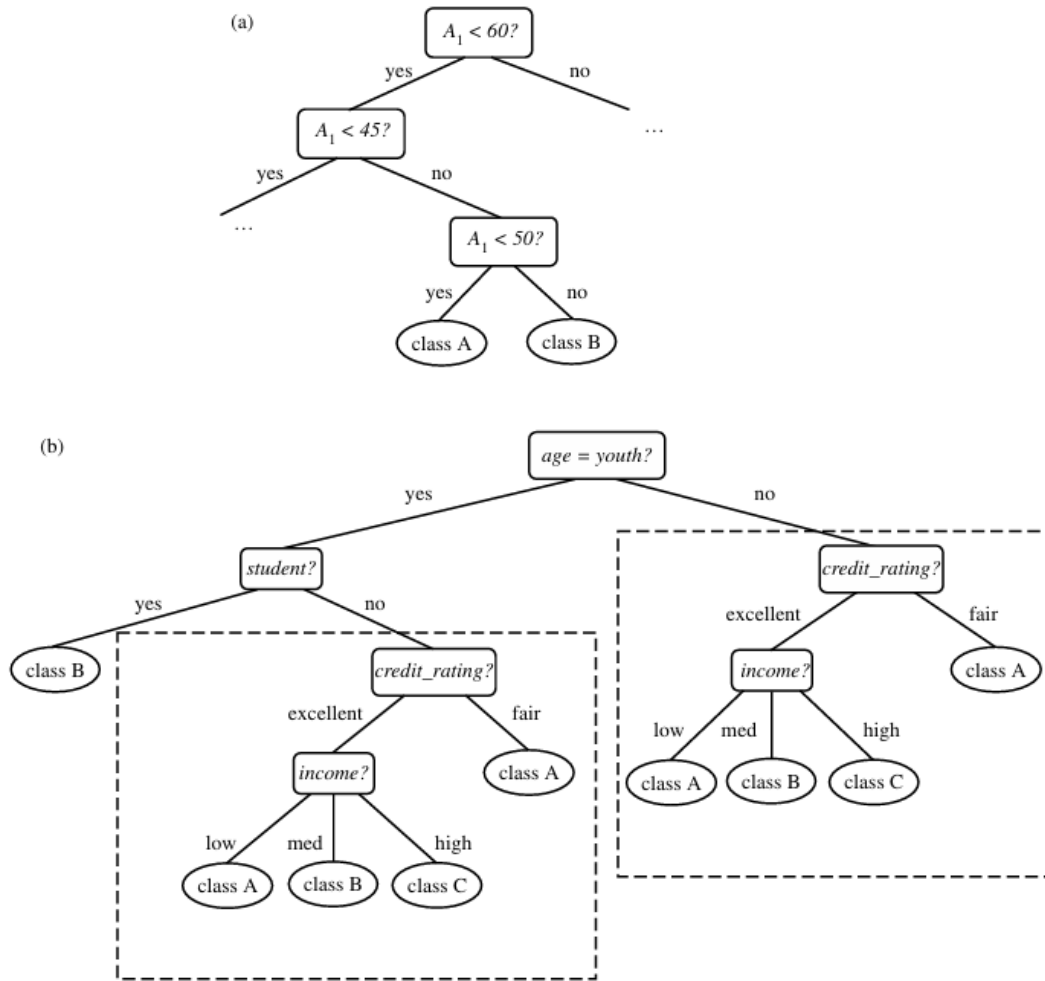 (a)
A₁ < 60?
yes no
A₁ < 45? ...
yes no
...
A₁ < 50?
yes no
class A class B
(b)
age = youth?
yes no
student? credit_rating?
yes no excellent fair
class B credit_rating? income? class A
excellent fair low med high
income? class A class A class B class C
low med high
class A class B class C